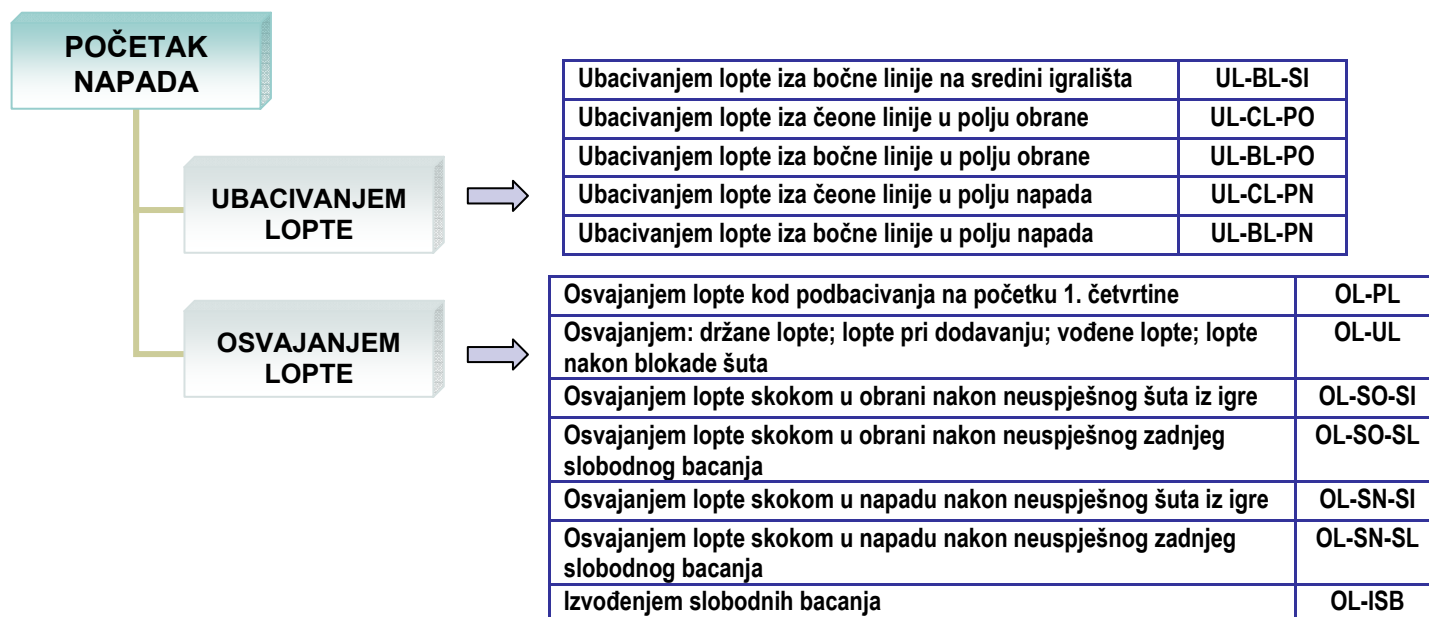 POČETAK
NAPADA
UBACIVANJEM
LOPTE
Ubacivanjem lopte iza bočne linije na sredini igrališta UL-BL-SI
Ubacivanjem lopte iza čeone linije u polju obrane UL-CL-PO
Ubacivanjem lopte iza bočne linije u polju obrane UL-BL-PO
Ubacivanjem lopte iza čeone linije u polju napada UL-CL-PN
Ubacivanjem lopte iza bočne linije u polju napada UL-BL-PN
OSVAJANJEM
LOPTE
Osvajanjem lopte kod podbacivanja na početku 1. četvrtine OL-PL
Osvajanjem: držane lopte; lopte pri dodavanju; vođene lopte; lopte OL-UL
nakon blokade šuta
Osvajanjem lopte skokom u obrani nakon neuspješnog šuta iz igre OL-SO-SI
Osvajanjem lopte skokom u obrani nakon neuspješnog zadnjeg OL-SO-SL
slobodnog bacanja
Osvajanjem lopte skokom u napadu nakon neuspješnog šuta iz igre OL-SN-SI
Osvajanjem lopte skokom u napadu nakon neuspješnog zadnjeg OL-SN-SL
slobodnog bacanja
Izvođenjem slobodnih bacanja OL-ISB